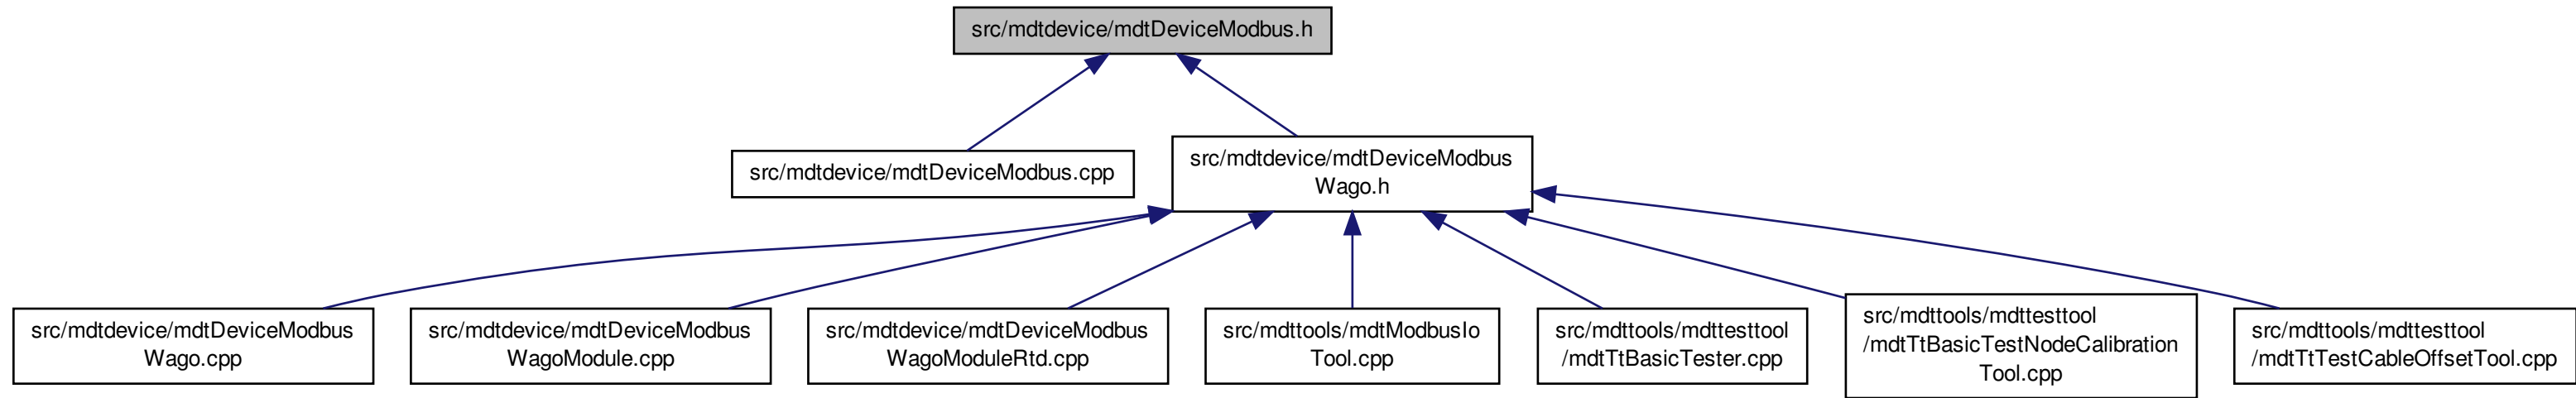 src/mdtdevice/mdtDeviceModbus.h
src/mdtdevice/mdtDeviceModbus.cpp
src/mdtdevice/mdtDeviceModbus
Wago.h
src/mdtdevice/mdtDeviceModbus
Wago.cpp
src/mdtdevice/mdtDeviceModbus
WagoModule.cpp
src/mdtdevice/mdtDeviceModbus
WagoModuleRtd.cpp
src/mdttools/mdtModbusIo
Tool.cpp
src/mdttools/mdttesttool
/mdtTtBasicTester.cpp
src/mdttools/mdttesttool
/mdtTtBasicTestNodeCalibration
Tool.cpp
src/mdttools/mdttesttool
/mdtTtTestCableOffsetTool.cpp